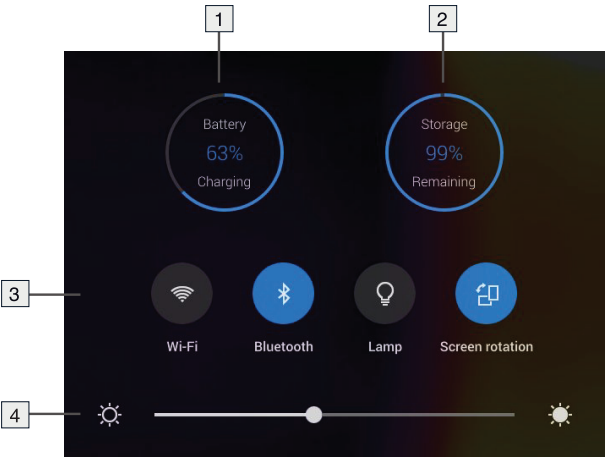 1
2
Battery
63%
Charging
Storage
99%
Remaining
3
Wi-Fi
Bluetooth
Lamp
Screen rotation
4